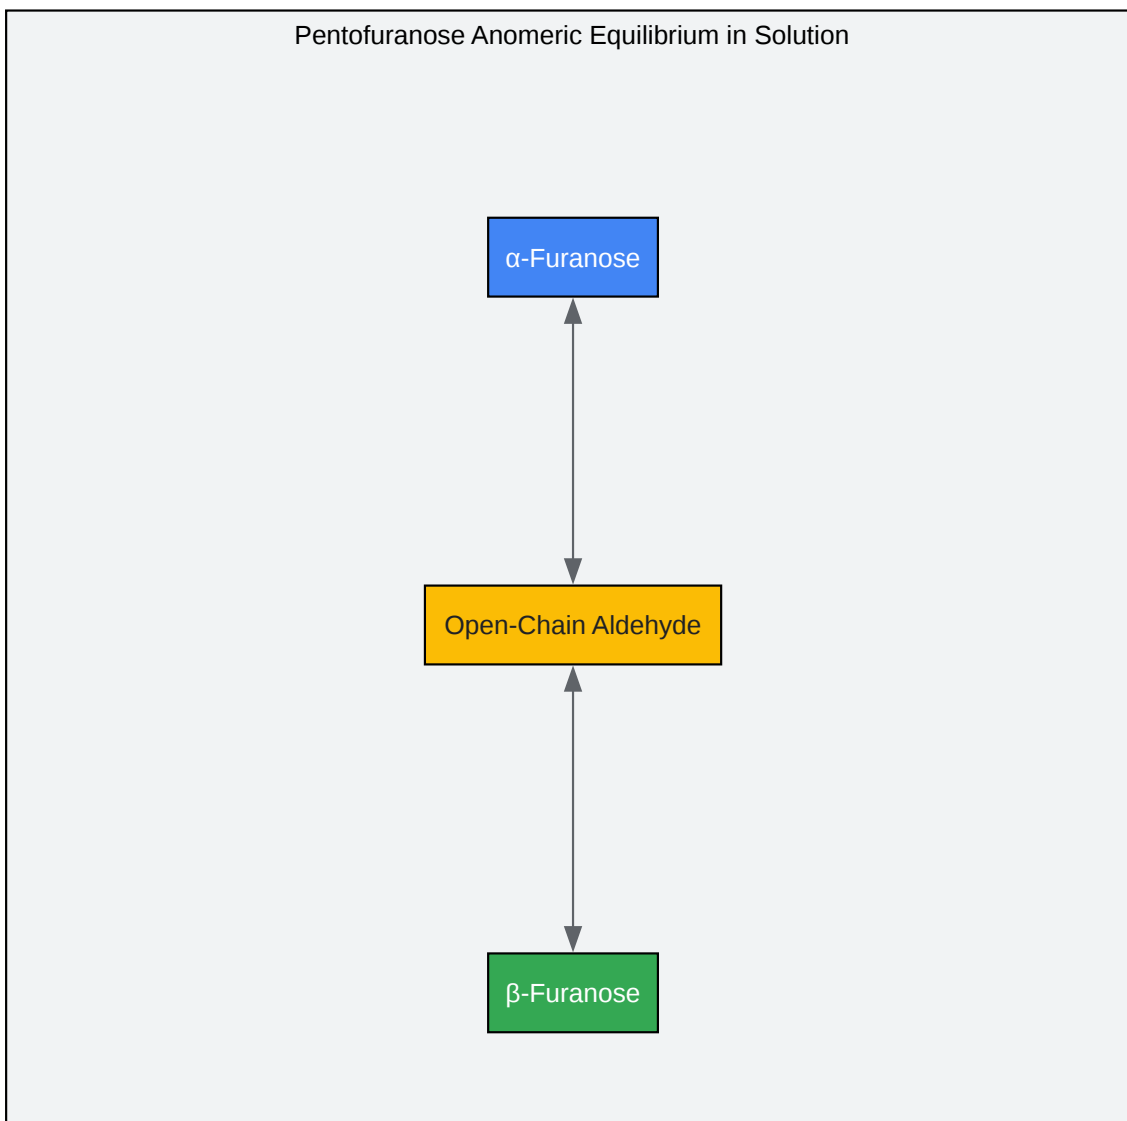 Pentofuranose Anomeric Equilibrium in Solution
α-Furanose
Open-Chain Aldehyde
β-Furanose